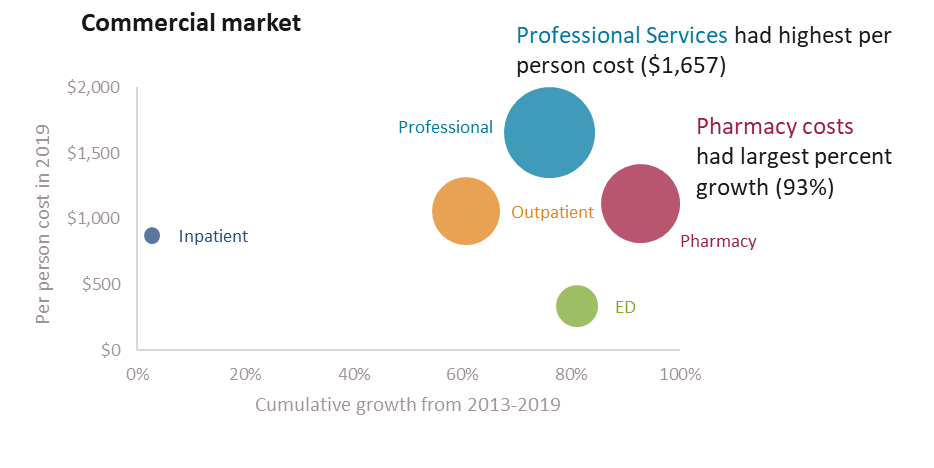 Commercial market
Professional Services had highest per
person cost ($1,657)
Pharmacy costs
had largest percent
growth (93%)
Per person cost in 2019
$2,000
$1,500
$1,000
$500
$0
Professional
Outpatient
Inpatient
Pharmacy
ED
0%
20%
40%
60%
80%
100%
Cumulative growth from 2013-2019